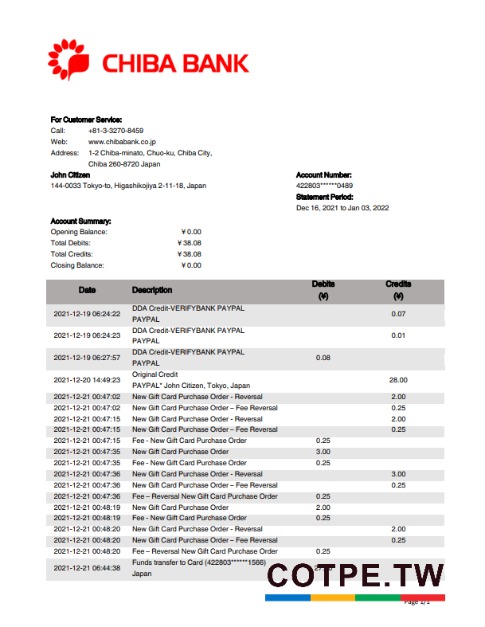 CHIBA BANK
For Customer Service:
Call: +81-3-3270-8459
Web: www.chibabank.co.jp
Address: 1-2 Chiba-minato, Chuo-ku, Chiba City,
Chiba 260-8720 Japan
John Citizen
144-0033 Tokyo-to, Higashikojiya 2-11-18, Japan
Account Number:
422803******0489
Statement Period:
Dec 16, 2021 to Jan 03, 2022
Account Summary:
Opening Balance: ¥ 0.00
Total Debits: ¥ 38.08
Total Credits: ¥ 38.08
Closing Balance: ¥ 0.00
Date Description Debits (¥) Credits (¥)
2021-12-19 06:24:22 DDA Credit-VERIFYBANK PAYPAL PAYPAL 0.07
2021-12-19 06:24:23 DDA Credit-VERIFYBANK PAYPAL PAYPAL 0.01
2021-12-19 06:27:57 DDA Credit-VERIFYBANK PAYPAL PAYPAL 0.08
2021-12-20 14:49:23 Original Credit PAYPAL* John Citizen, Tokyo, Japan 28.00
2021-12-21 00:47:02 New Gift Card Purchase Order - Reversal 2.00
2021-12-21 00:47:02 New Gift Card Purchase Order – Fee Reversal 0.25
2021-12-21 00:47:15 New Gift Card Purchase Order - Reversal 2.00
2021-12-21 00:47:15 New Gift Card Purchase Order – Fee Reversal 0.25
2021-12-21 00:47:15 Fee - New Gift Card Purchase Order 0.25
2021-12-21 00:47:35 New Gift Card Purchase Order 3.00
2021-12-21 00:47:35 Fee - New Gift Card Purchase Order 0.25
2021-12-21 00:47:36 New Gift Card Purchase Order - Reversal 3.00
2021-12-21 00:47:36 New Gift Card Purchase Order – Fee Reversal 0.25
2021-12-21 00:47:36 Fee – Reversal New Gift Card Purchase Order 0.25
2021-12-21 00:48:19 New Gift Card Purchase Order 2.00
2021-12-21 00:48:19 Fee - New Gift Card Purchase Order 0.25
2021-12-21 00:48:20 New Gift Card Purchase Order - Reversal 2.00
2021-12-21 00:48:20 New Gift Card Purchase Order – Fee Reversal 0.25
2021-12-21 00:48:20 Fee – Reversal New Gift Card Purchase Order 0.25
2021-12-21 06:44:38 Funds transfer to Card (422803******1566) Japan
COTPE.TW
Page 1/1